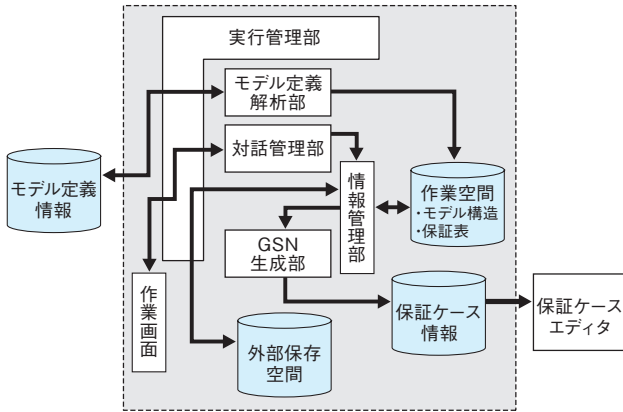 実行管理部
モデル定義
解析部
対話管理部
モデル定義
情報
情報管理部
作業空間
・モデル構造
・保証表
GSN
生成部
作業画面
保証ケース
情報
保証ケース
エディタ
外部保存
空間